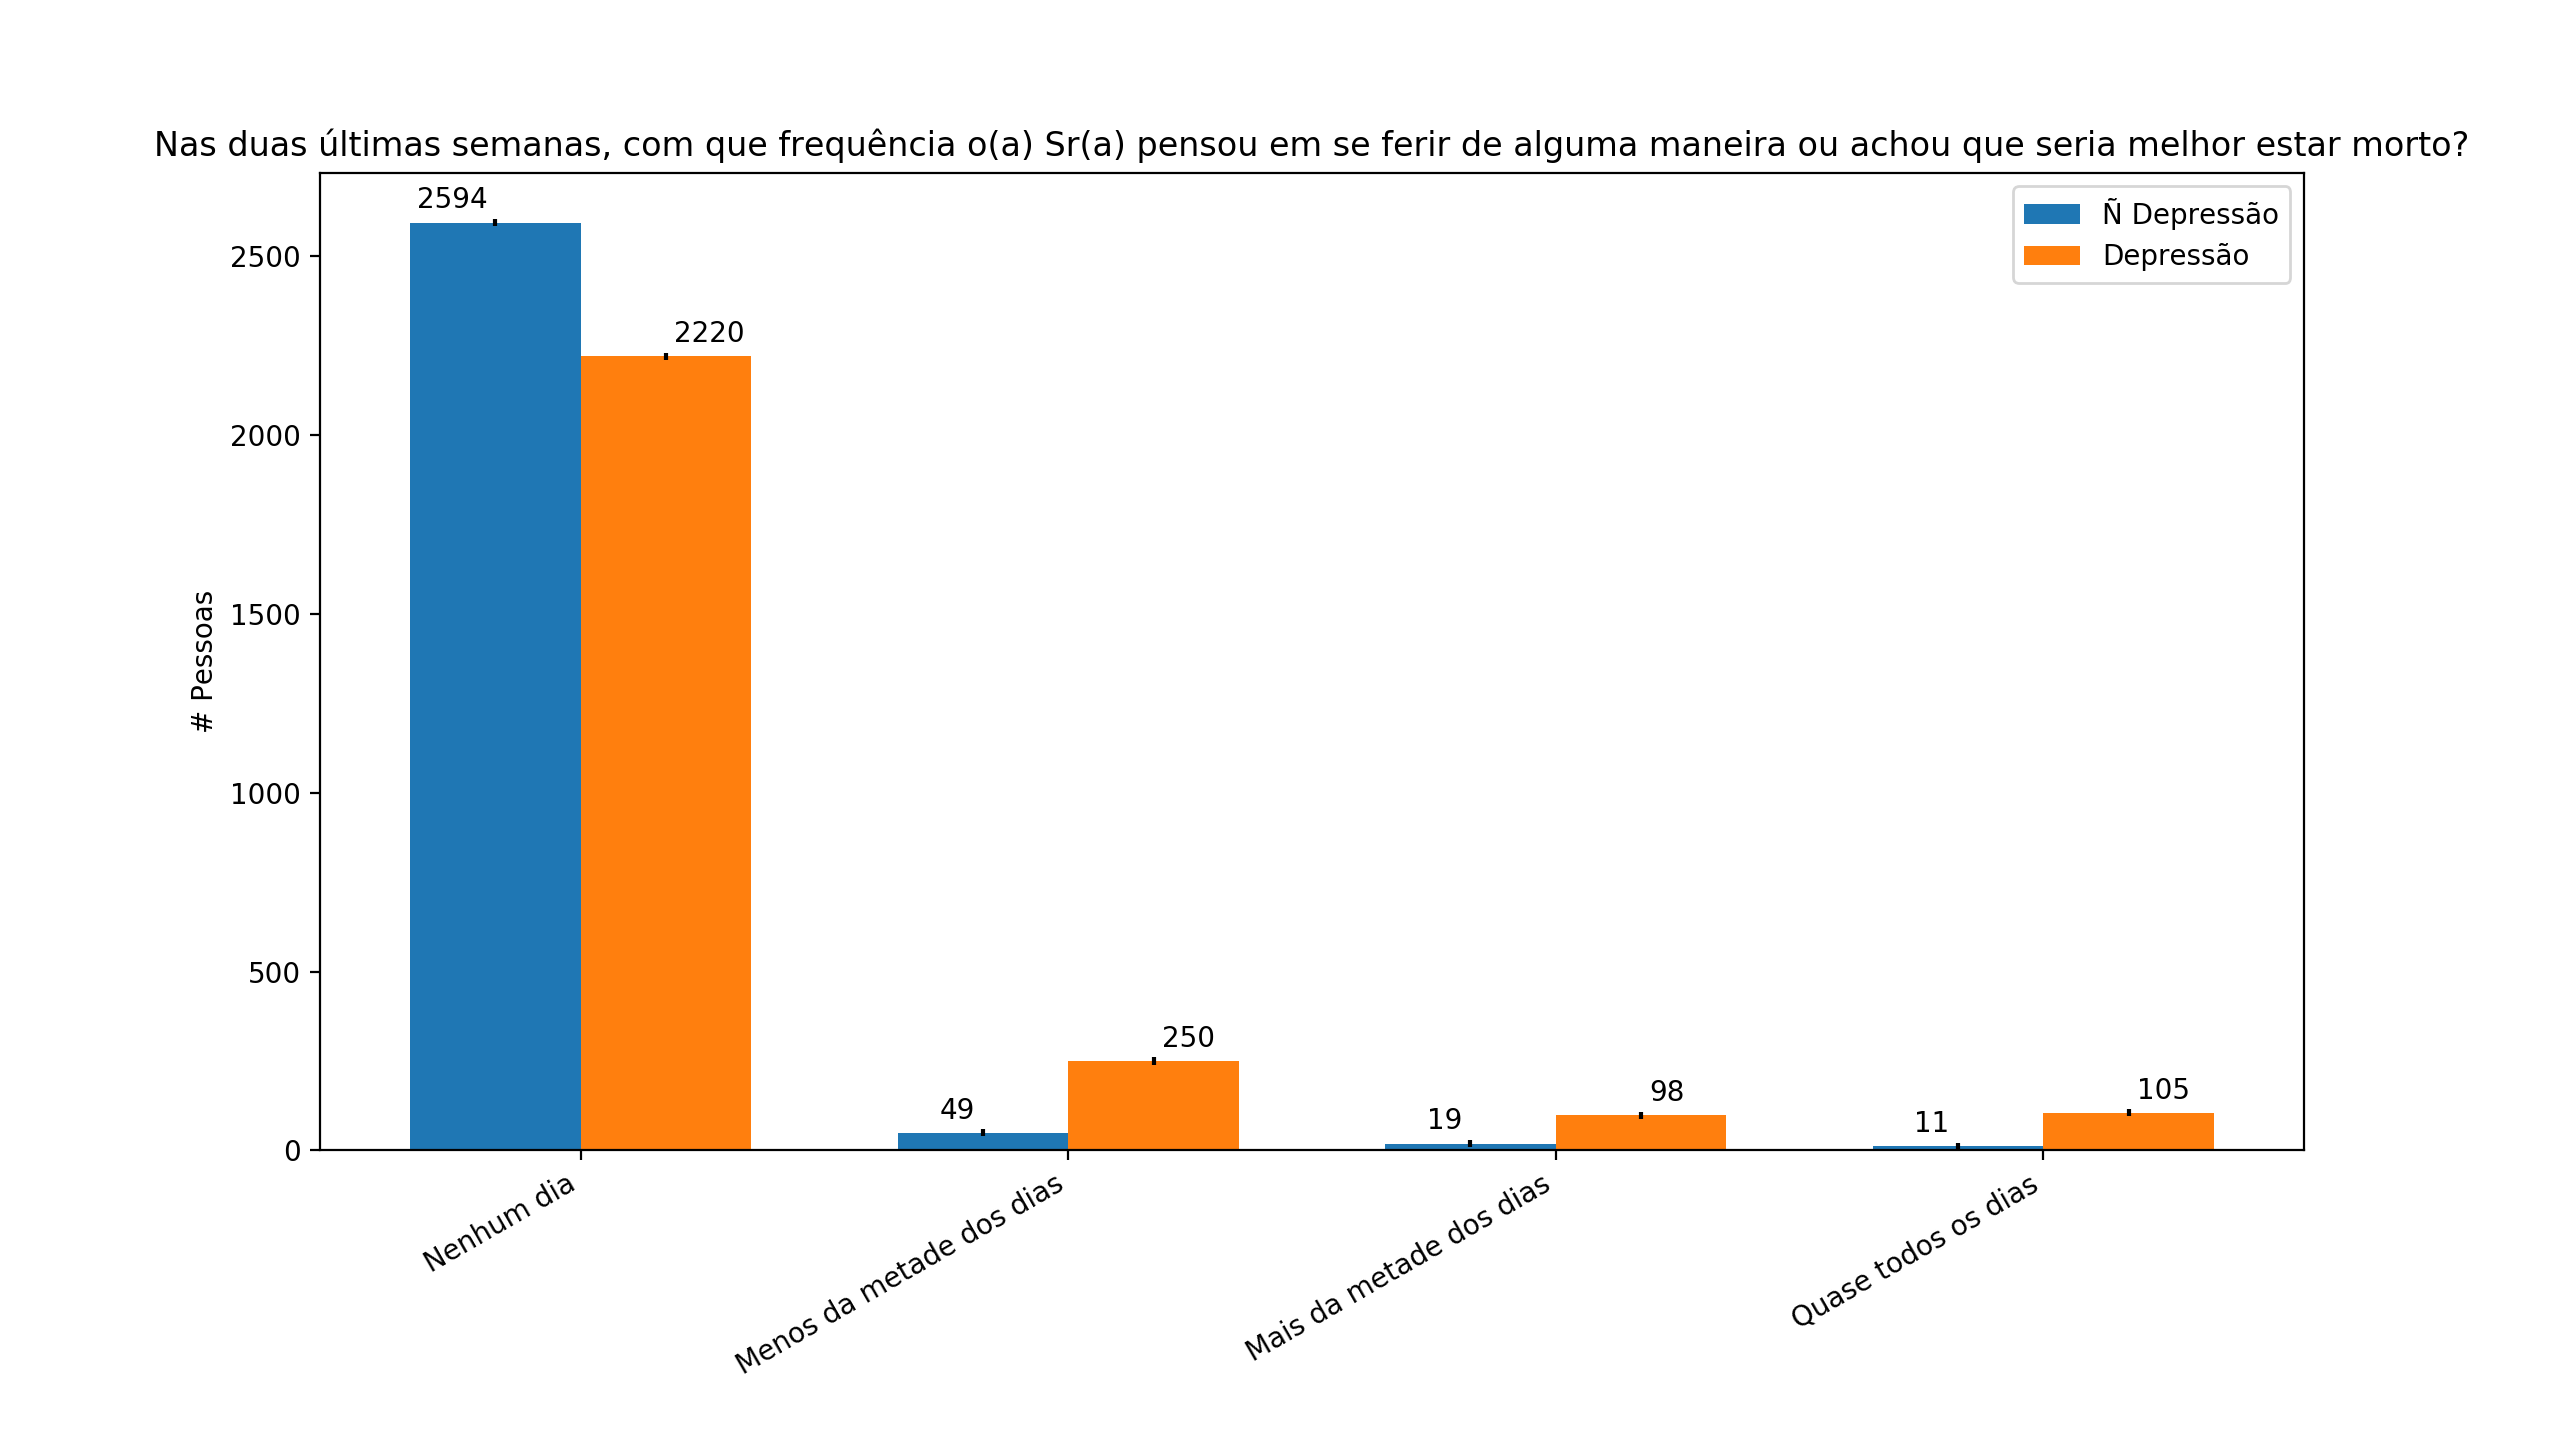 Nas duas últimas semanas, com que frequência o(a) Sr(a) pensou em se ferir de alguma maneira ou achou que seria melhor estar morto?
2594
2220
49
250
19
98
11
105
Ñ Depressão
Depressão
# Pessoas
2500
2000
1500
1000
500
0
Nenhum dia
Menos da metade dos dias
Mais da metade dos dias
Quase todos os dias